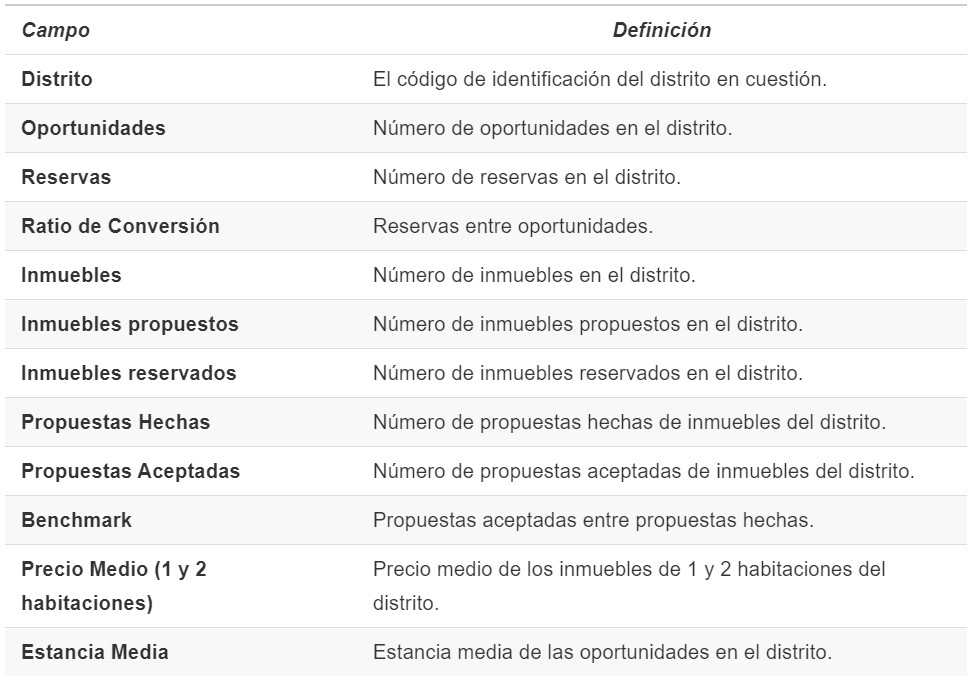 Campo Definición
Distrito El código de identificación del distrito en cuestión.
Oportunidades Número de oportunidades en el distrito.
Reservas Número de reservas en el distrito.
Ratio de Conversión Reservas entre oportunidades.
Inmuebles Número de inmuebles en el distrito.
Inmuebles propuestos Número de inmuebles propuestos en el distrito.
Inmuebles reservados Número de inmuebles reservados en el distrito.
Propuestas Hechas Número de propuestas hechas de inmuebles del distrito.
Propuestas Aceptadas Número de propuestas aceptadas de inmuebles del distrito.
Benchmark Propuestas aceptadas entre propuestas hechas.
Precio Medio (1 y 2 Precio medio de los inmuebles de 1 y 2 habitaciones del
habitaciones) distrito.
Estancia Media Estancia media de las oportunidades en el distrito.